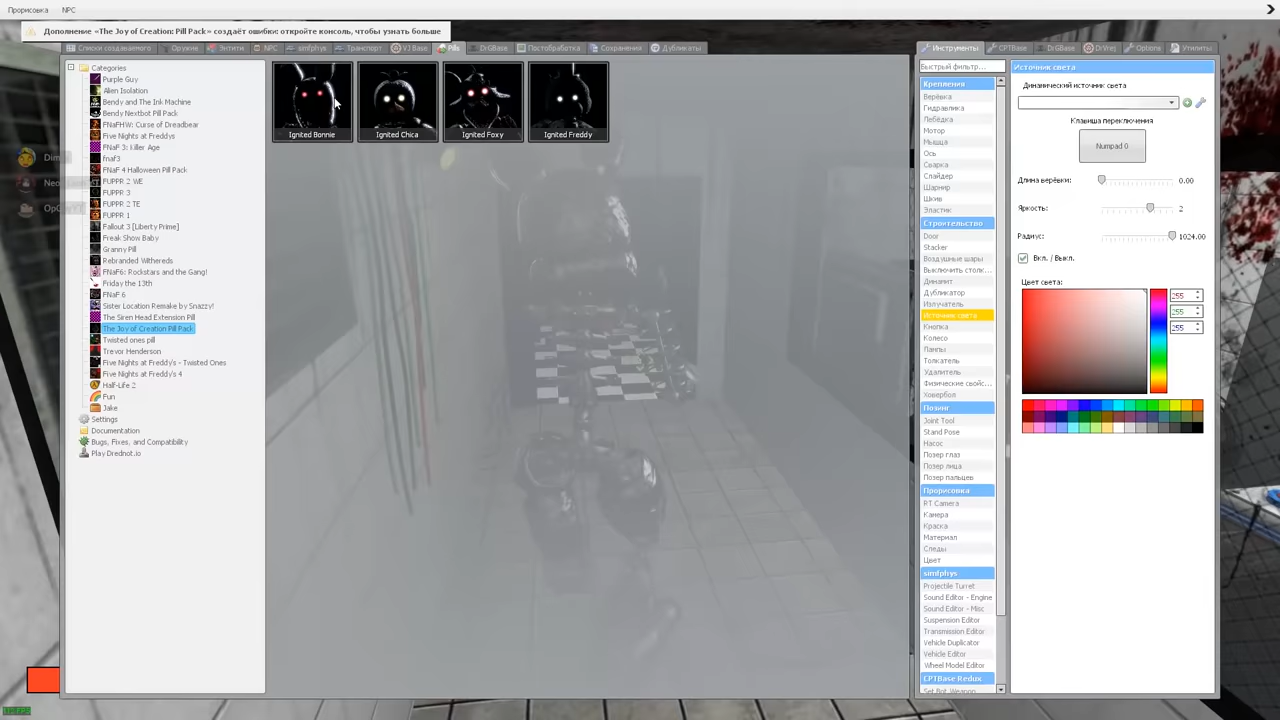 Прорисовка NPC
Дополнение «The Joy of Creation: Pill Pack» создаёт ошибки: откройте консоль, чтобы узнать больше
Списки создаваемого Оружие Энтити NPC simfphys Транспорт VJ Base Pills DrGBase Постобработка Сохранения Дубликаты
Categories
Purple Guy
Alien Isolation
Bendy and The Ink Machine
Bendy Nextbot Pill Pack
FNaFHW: Curse of Dreadbear
Five Nights at Freddys
FNAF 3: Killer Age
fnaf3
FNaF 4 Halloween Pill Pack
FUPPR 2 WE
FUPPR 3
FUPPR 2 TE
FUPPR 1
Fallout 3 [Liberty Prime]
Freak Show Baby
Granny Pill
Rebranded Withereds
FNaF6: Rockstars and the Gang!
Friday the 13th
FNaF 6
Sister Location Remake by Snazzy!
The Siren Head Extension Pill
The Joy of Creation Pill Pack
Twisted ones pill
Trevor Henderson
Five Nights at Freddy's - Twisted Ones
Five Nights at Freddy's 4
Half-Life 2
Fun
Jake
Settings
Documentation
Bugs, Fixes, and Compatibility
Play Drednot.io
Ignited Bonnie
Ignited Chica
Ignited Foxy
Ignited Freddy
Инструменты CPTBase DrGBase DrVrej Options Утилиты
Быстрый фильтр...
Крепления
Верёвка
Гидравлика
Лебёдка
Мотор
Мышца
Ось
Сварка
Слайдер
Шарнир
Шкив
Эластик
Строительство
Door
Stacker
Воздушные шары
Выключить столк...
Динамит
Дубликатор
Излучатель
Источник света
Кнопка
Колесо
Лампы
Толкатель
Удалитель
Физические свойс...
Ховербол
Позинг
Joint Tool
Stand Pose
Насос
Позер глаз
Позер лица
Позер пальцев
Прорисовка
RT Camera
Камера
Краска
Материал
Следы
Цвет
simfphys
Projectile Turret
Sound Editor - Engine
Sound Editor - Misc
Suspension Editor
Transmission Editor
Vehicle Duplicator
Vehicle Editor
Wheel Model Editor
CPTBase Redux
Set Bot Weapon
Источник света
Динамический источник света
Клавиша переключения
Numpad 0
Длина верёвки: 0.00
Яркость: 2
Радиус: 1024.00
Вкл. / Выкл.
Цвет света:
255
255
255